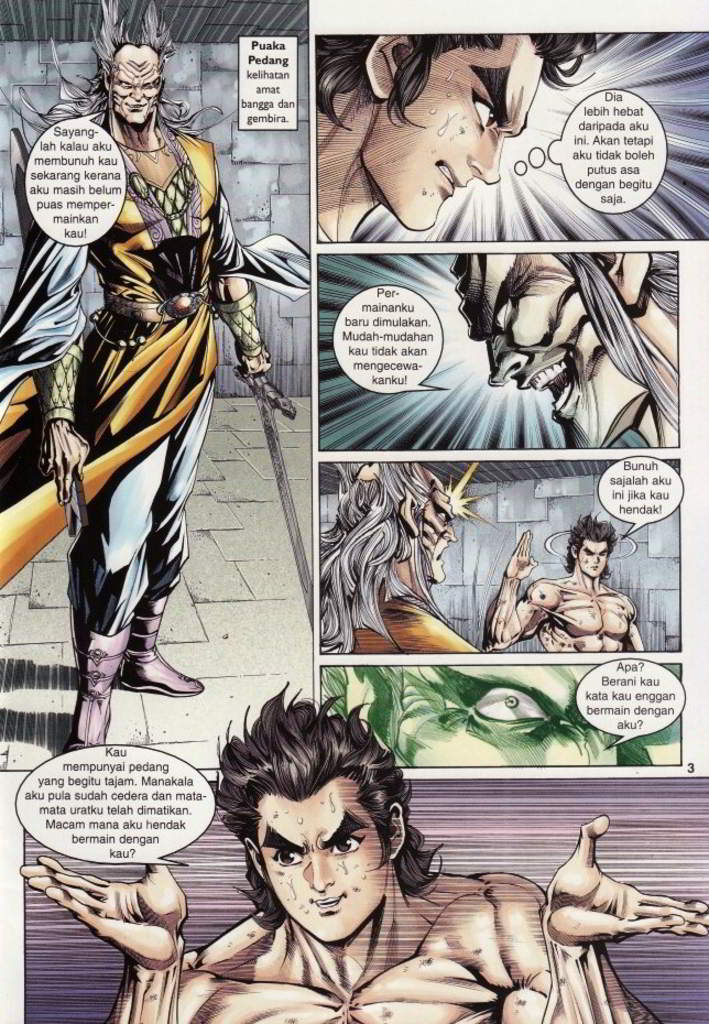 Puaka
Pedang
kelihatan
amat
bangga dan
gembira.
Sayang-
lah kalau aku
membunuh kau
sekarang kerana
aku masih belum
puas memper-
mainkan
kau!
Dia
lebih hebat
daripada aku
ini. Akan tetapi
aku tidak boleh
putus asa
dengan begitu
saja.
Per-
mainanku
baru dimulakan.
Mudah-mudahan
kau tidak akan
mengecewa-
kanku!
Bunuh
sajalah aku
ini jika kau
hendak!
Apa?
Berani kau
kata kau enggan
bermain dengan
aku?
3
Kau
mempunyai pedang
yang begitu tajam. Manakala
aku pula sudah cedera dan mata-
mata uratku telah dimatikan.
Macam mana aku hendak
bermain dengan
kau?